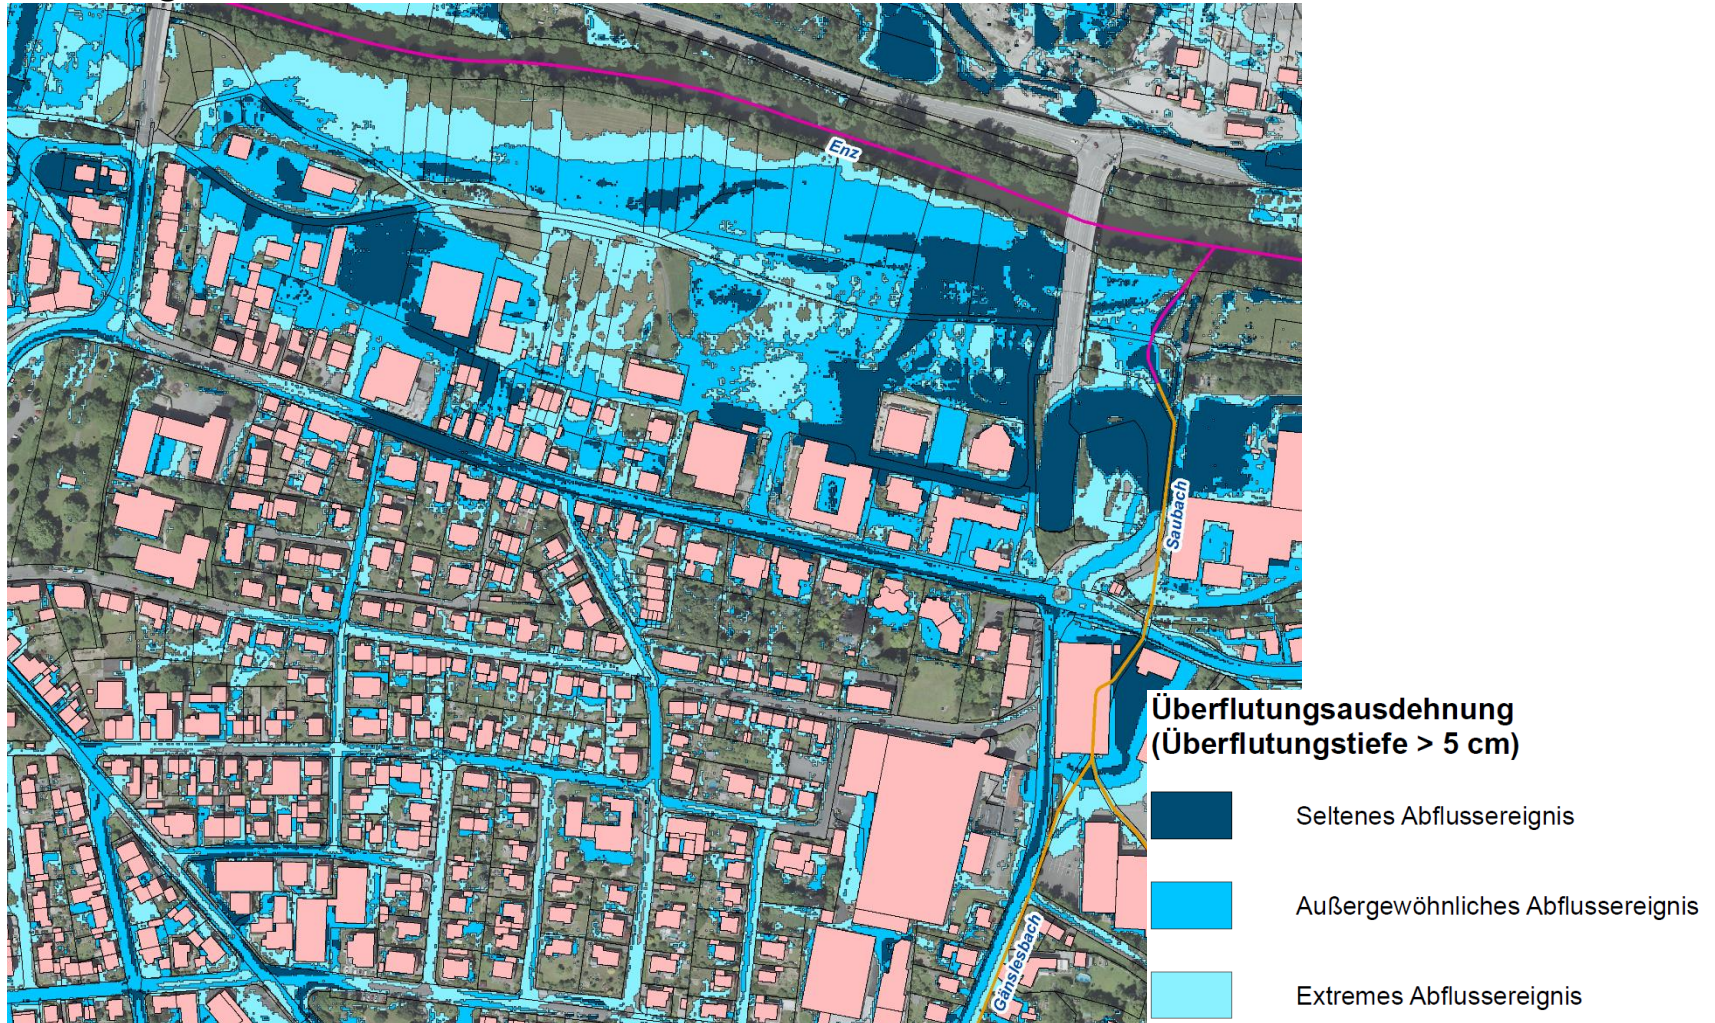 Enz
Saubach
Gänslesbach
Überflutungsausdehnung
(Überflutungstiefe > 5 cm)
Seltenes Abflussereignis
Außergewöhnliches Abflussereignis
Extremes Abflussereignis